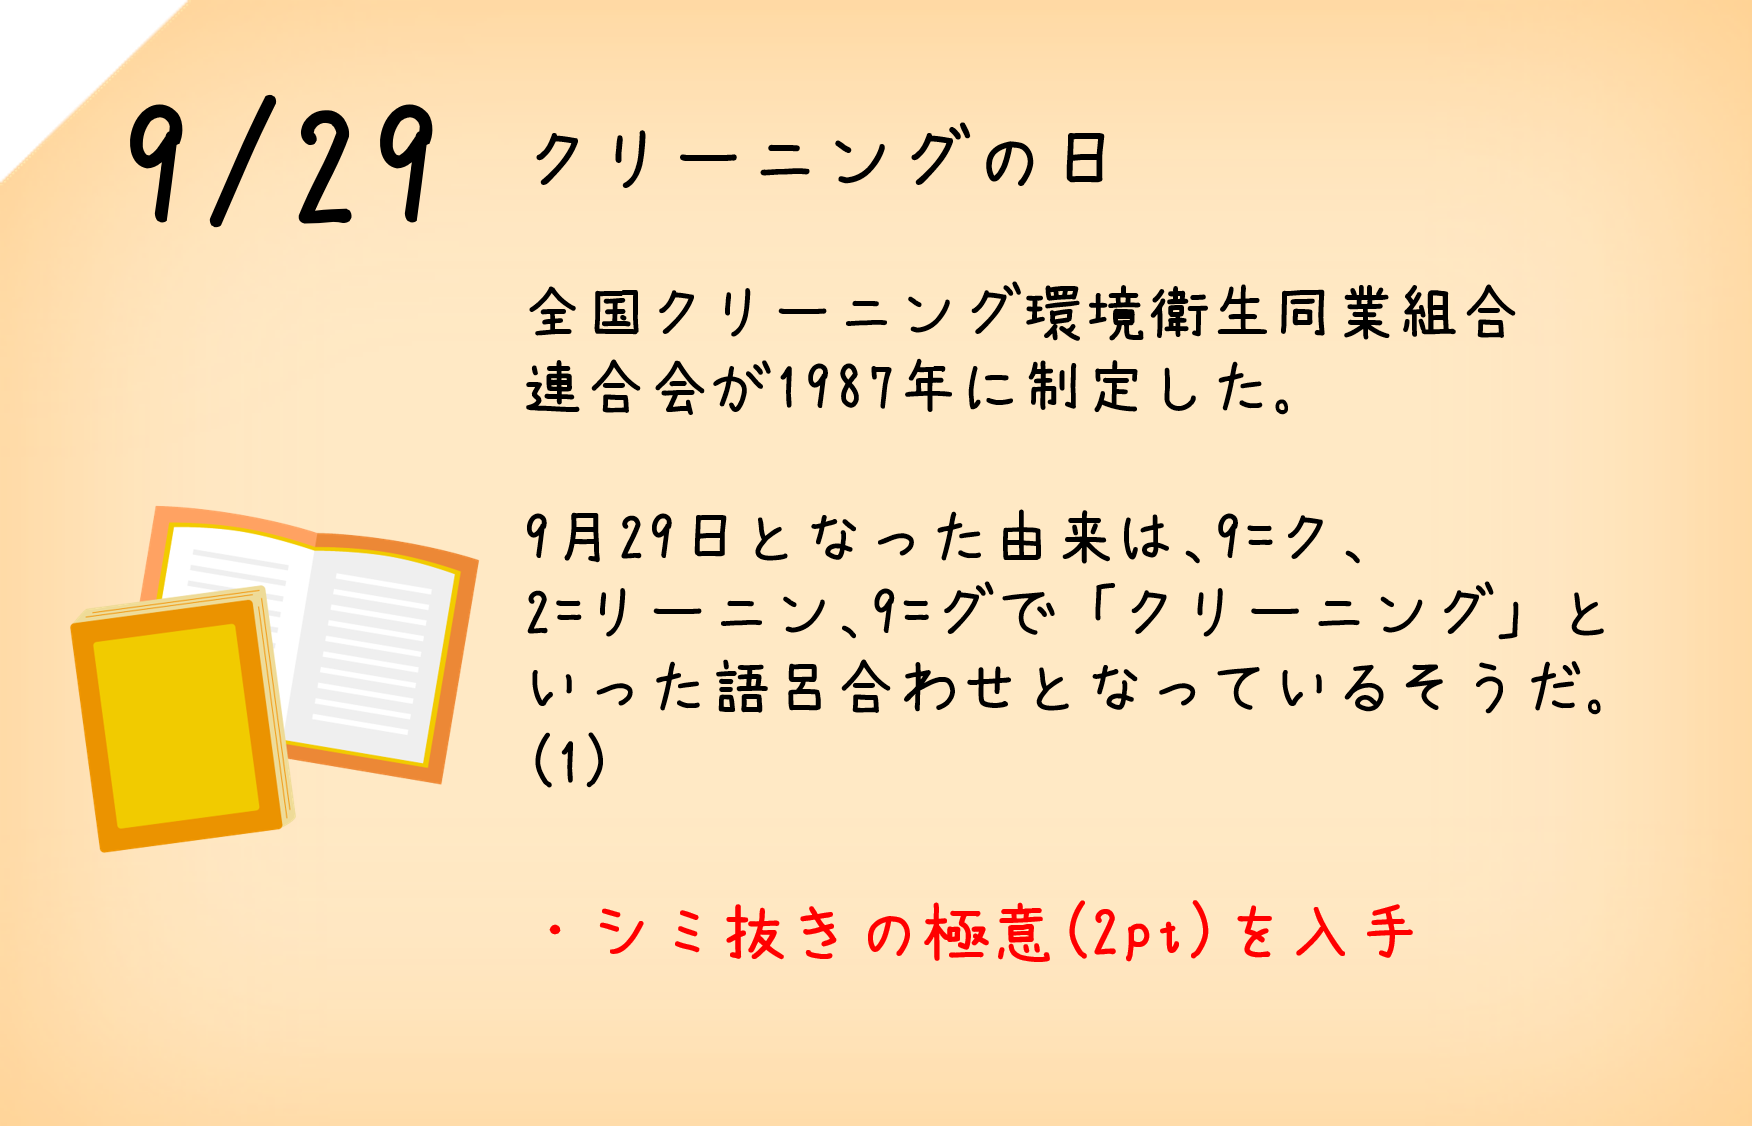 9/29 クリーニングの日
全国クリーニング環境衛生同業組合
連合会が1987年に制定した。
9月29日となった由来は、9=ク、
2=リーニン、9=グで「クリーニング」と
いった語呂合わせとなっているそうだ。
(1)
・シミ抜きの極意(2pt)を入手